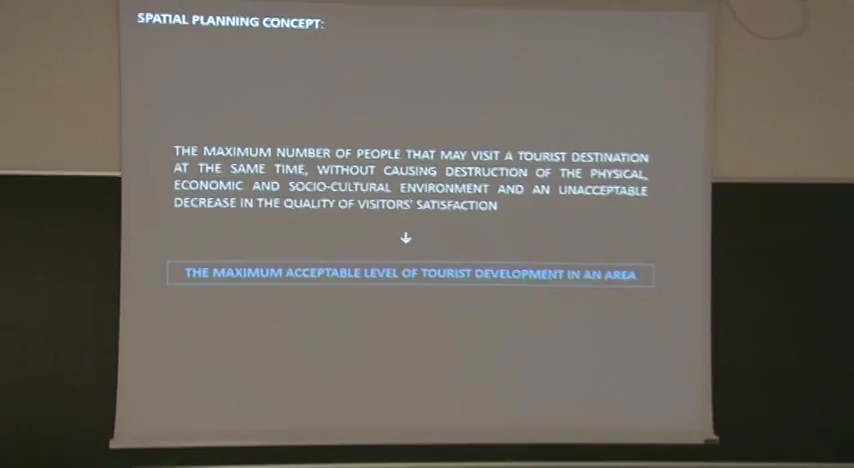 SPATIAL PLANNING CONCEPT:
THE MAXIMUM NUMBER OF PEOPLE THAT MAY VISIT A TOURIST DESTINATION
AT THE SAME TIME, WITHOUT CAUSING DESTRUCTION OF THE PHYSICAL,
ECONOMIC AND SOCIO-CULTURAL ENVIRONMENT AND AN UNACCEPTABLE
DECREASE IN THE QUALITY OF VISITORS' SATISFACTION
↓
THE MAXIMUM ACCEPTABLE LEVEL OF TOURIST DEVELOPMENT IN AN AREA